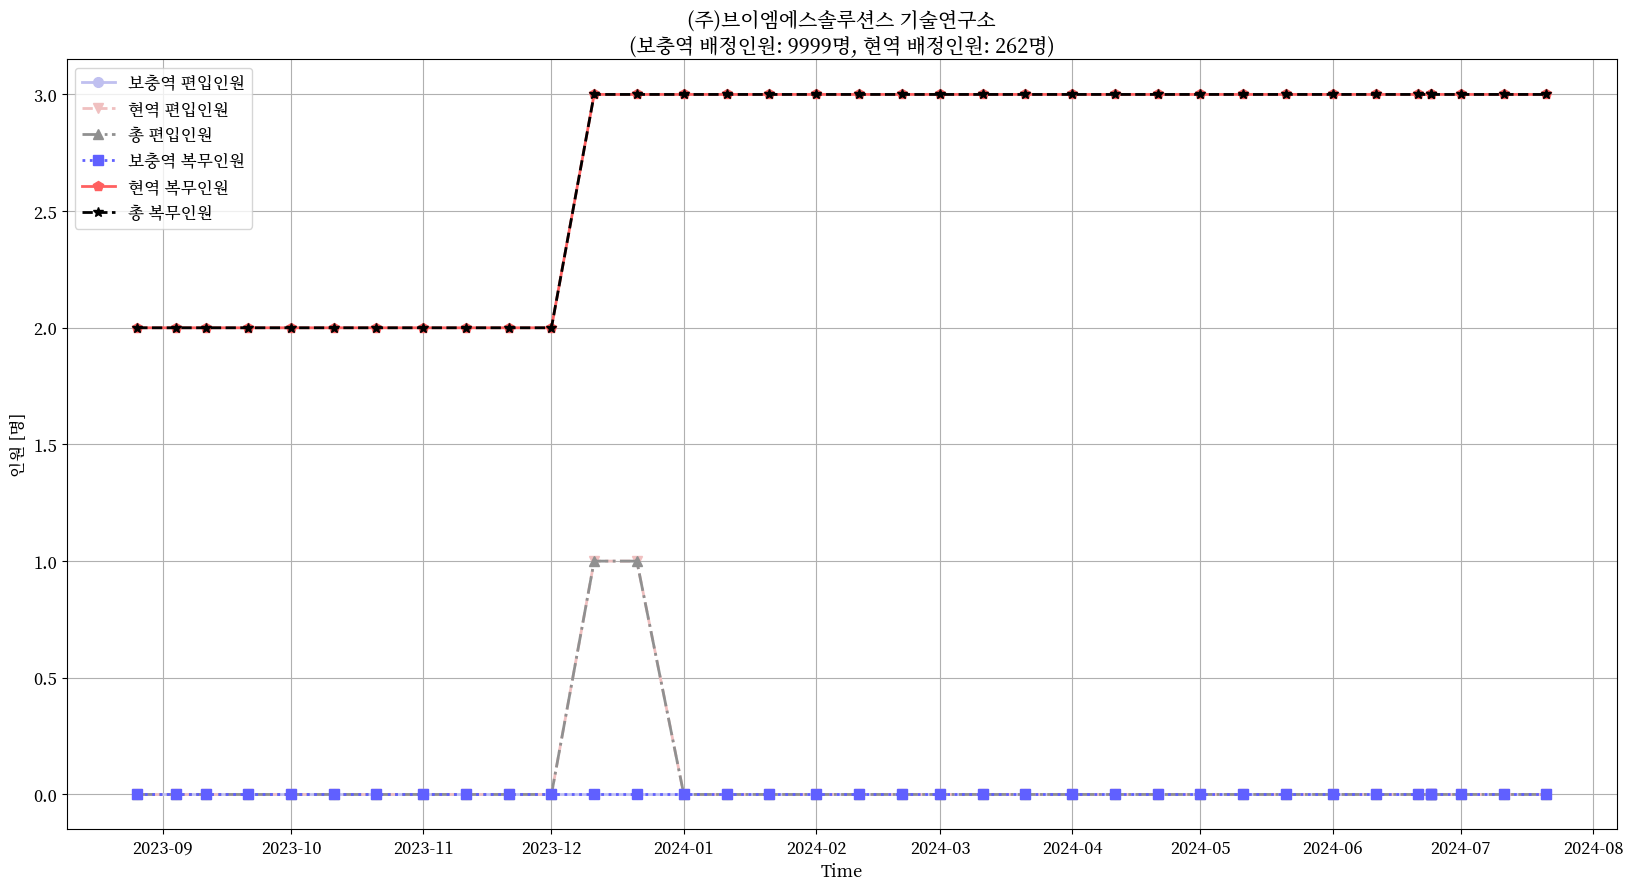 (주)브이엠에스솔루션스 기술연구소
(보충역 배정인원: 9999명, 현역 배정인원: 262명)
보충역 편입인원
현역 편입인원
총 편입인원
보충역 복무인원
현역 복무인원
총 복무인원
3.0
2.5
2.0
1.5
1.0
0.5
0.0
인원 [명]
2023-09
2023-10
2023-11
2023-12
2024-01
2024-02
2024-03
2024-04
2024-05
2024-06
2024-07
2024-08
Time